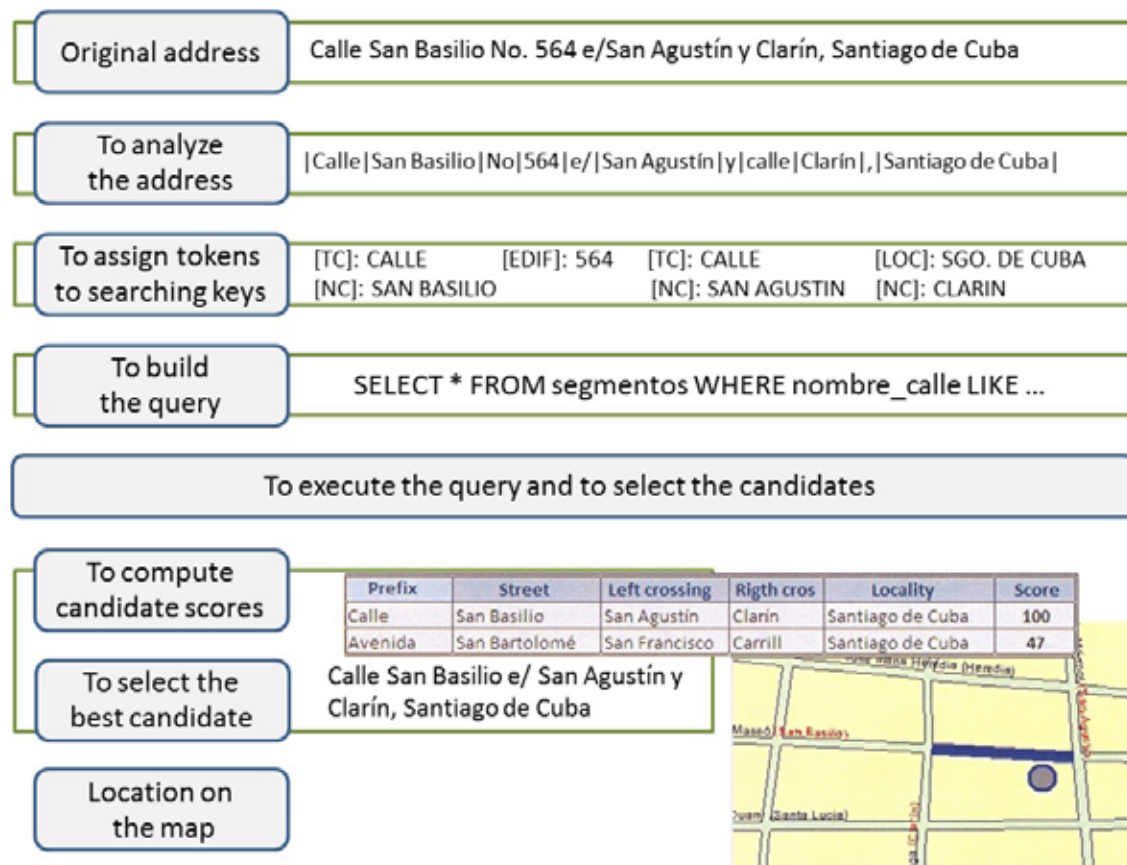 Original address
Calle San Basilio No. 564 e/San Agustín y Clarín, Santiago de Cuba
To analyze
the address
|Calle|San Basilio|No|564|e/|San Agustín|y|calle|Clarín|,|Santiago de Cuba|
To assign tokens
to searching keys
[TC]: CALLE [EDIF]: 564 [TC]: CALLE [LOC]: SGO. DE CUBA
[NC]: SAN BASILIO [NC]: SAN AGUSTIN [NC]: CLARIN
To build
the query
SELECT * FROM segmentos WHERE nombre_calle LIKE ...
To execute the query and to select the candidates
To compute
candidate scores
Prefix Street Left crossing Rigth cros Locality Score
Calle San Basilio San Agustín Clarín Santiago de Cuba 100
Avenida San Bartolomé San Francisco Carrill Santiago de Cuba 47
To select the
best candidate
Calle San Basilio e/ San Agustín y
Clarín, Santiago de Cuba
Heredia (Heredia)
Maseó (San Basilio)
(Santa Lucía)
(Clarín)
Location on
the map